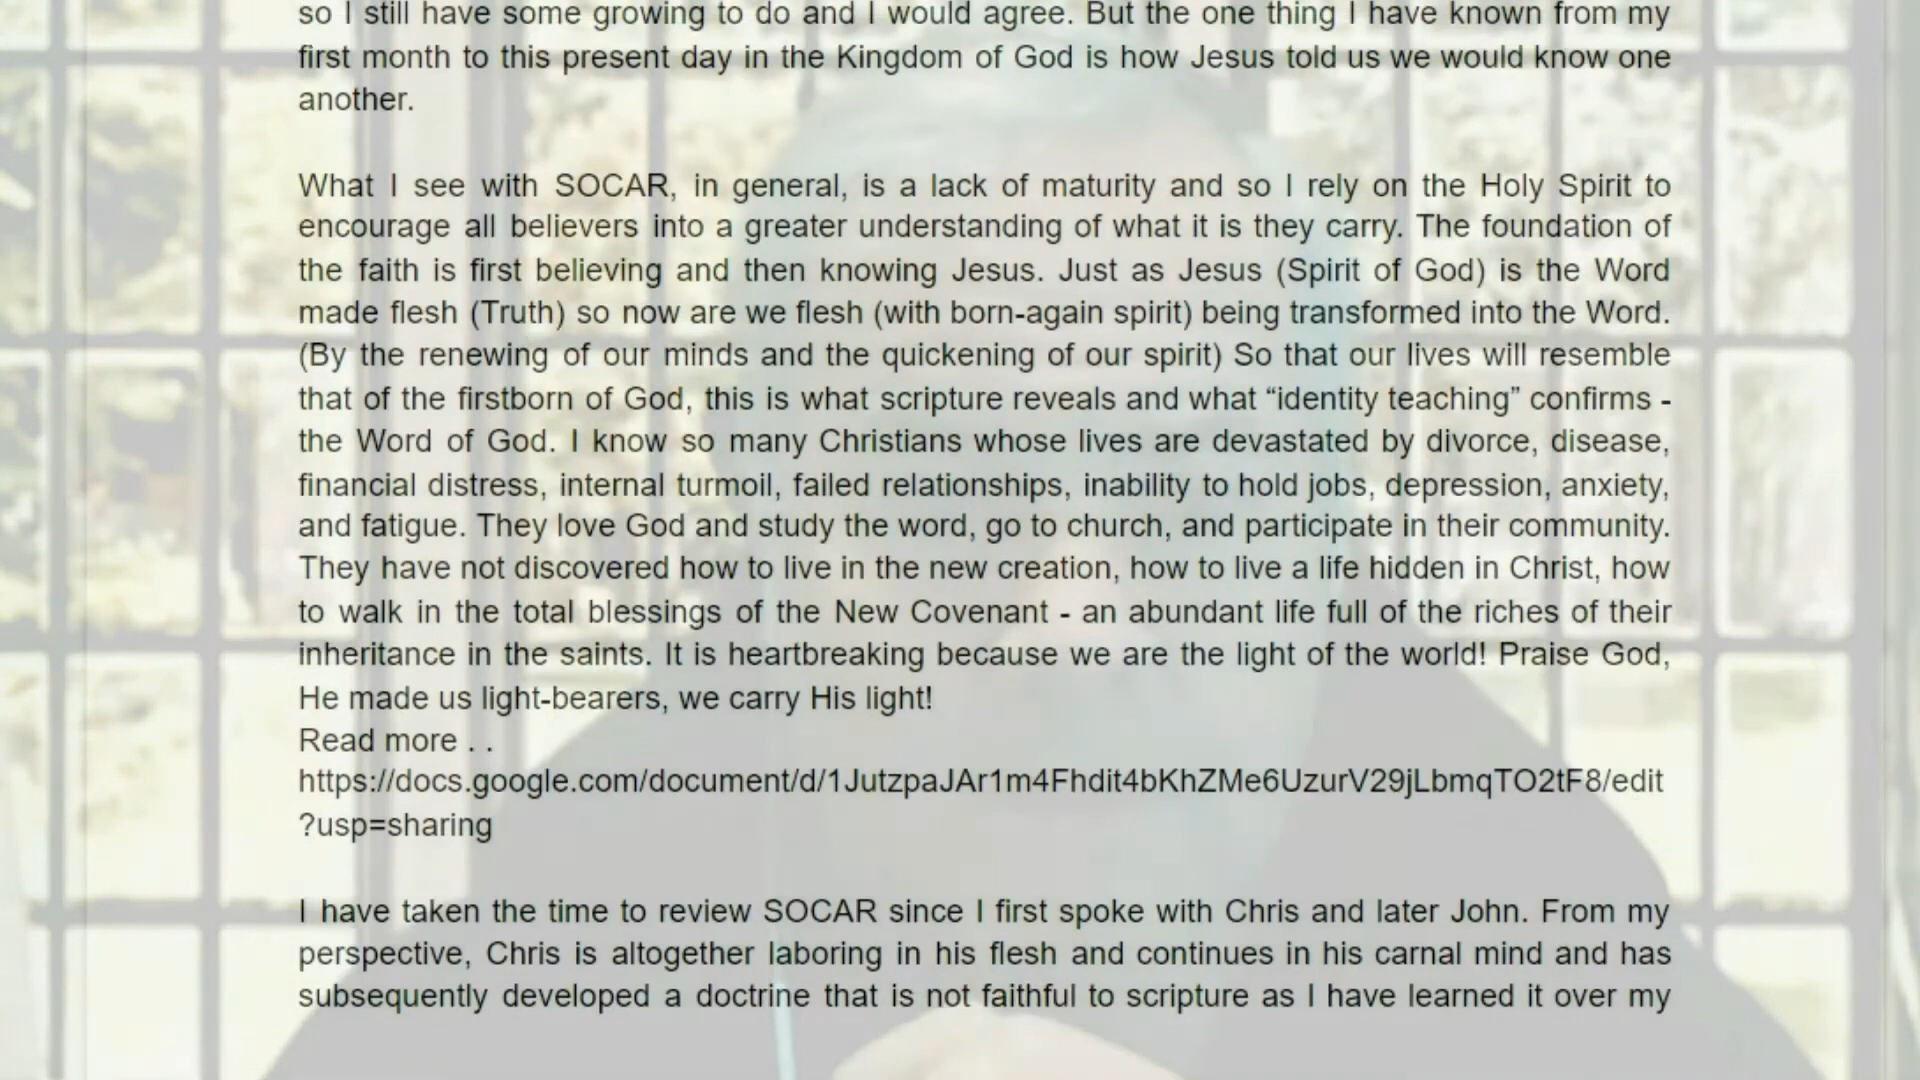 so I still have some growing to do and I would agree. But the one thing I have known from my
first month to this present day in the Kingdom of God is how Jesus told us we would know one
another.
What I see with SOCAR, in general, is a lack of maturity and so I rely on the Holy Spirit to
encourage all believers into a greater understanding of what it is they carry. The foundation of
the faith is first believing and then knowing Jesus. Just as Jesus (Spirit of God) is the Word
made flesh (Truth) so now are we flesh (with born-again spirit) being transformed into the Word.
(By the renewing of our minds and the quickening of our spirit) So that our lives will resemble
that of the firstborn of God, this is what scripture reveals and what “identity teaching” confirms -
the Word of God. I know so many Christians whose lives are devastated by divorce, disease,
financial distress, internal turmoil, failed relationships, inability to hold jobs, depression, anxiety,
and fatigue. They love God and study the word, go to church, and participate in their community.
They have not discovered how to live in the new creation, how to live a life hidden in Christ, how
to walk in the total blessings of the New Covenant - an abundant life full of the riches of their
inheritance in the saints. It is heartbreaking because we are the light of the world! Praise God,
He made us light-bearers, we carry His light!
Read more . .
https://docs.google.com/document/d/1JutzpaJAr1m4Fhdit4bKhZMe6UzurV29jLbmqTO2tF8/edit
?usp=sharing
I have taken the time to review SOCAR since I first spoke with Chris and later John. From my
perspective, Chris is altogether laboring in his flesh and continues in his carnal mind and has
subsequently developed a doctrine that is not faithful to scripture as I have learned it over my